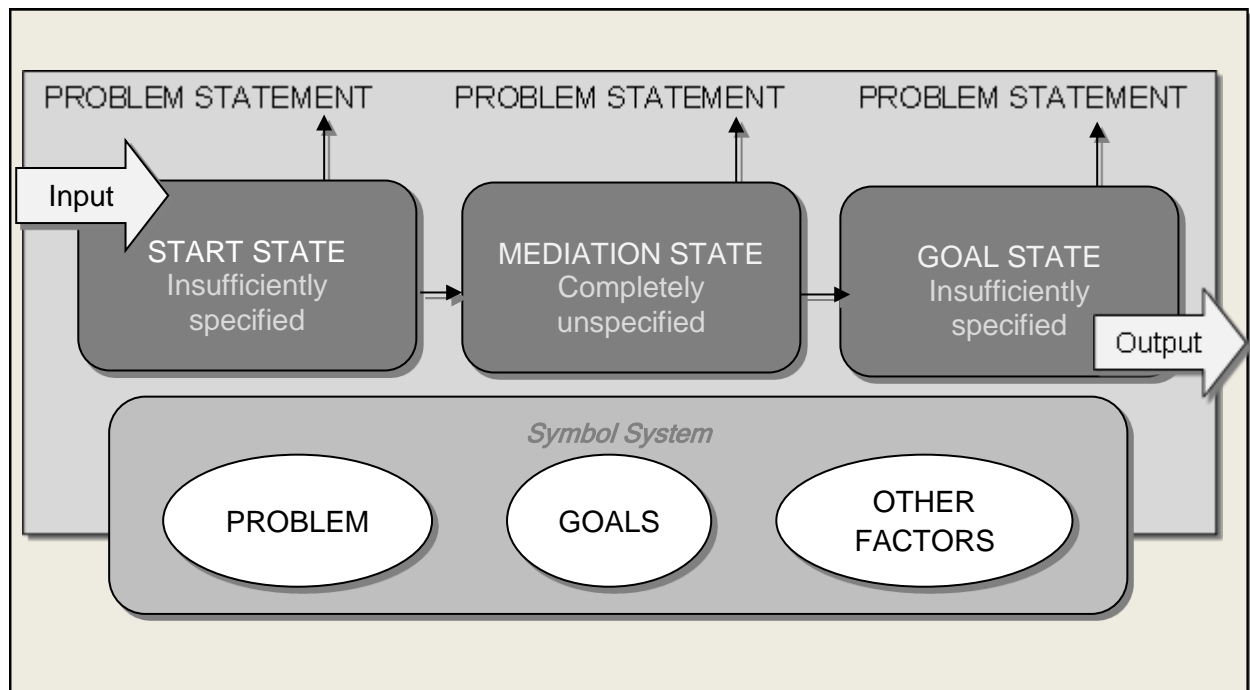 PROBLEM STATEMENT
PROBLEM STATEMENT
PROBLEM STATEMENT
Input
START STATE
Insufficiently
specified
MEDIATION STATE
Completely
unspecified
GOAL STATE
Insufficiently
specified
Output
Symbol System
PROBLEM
GOALS
OTHER
FACTORS